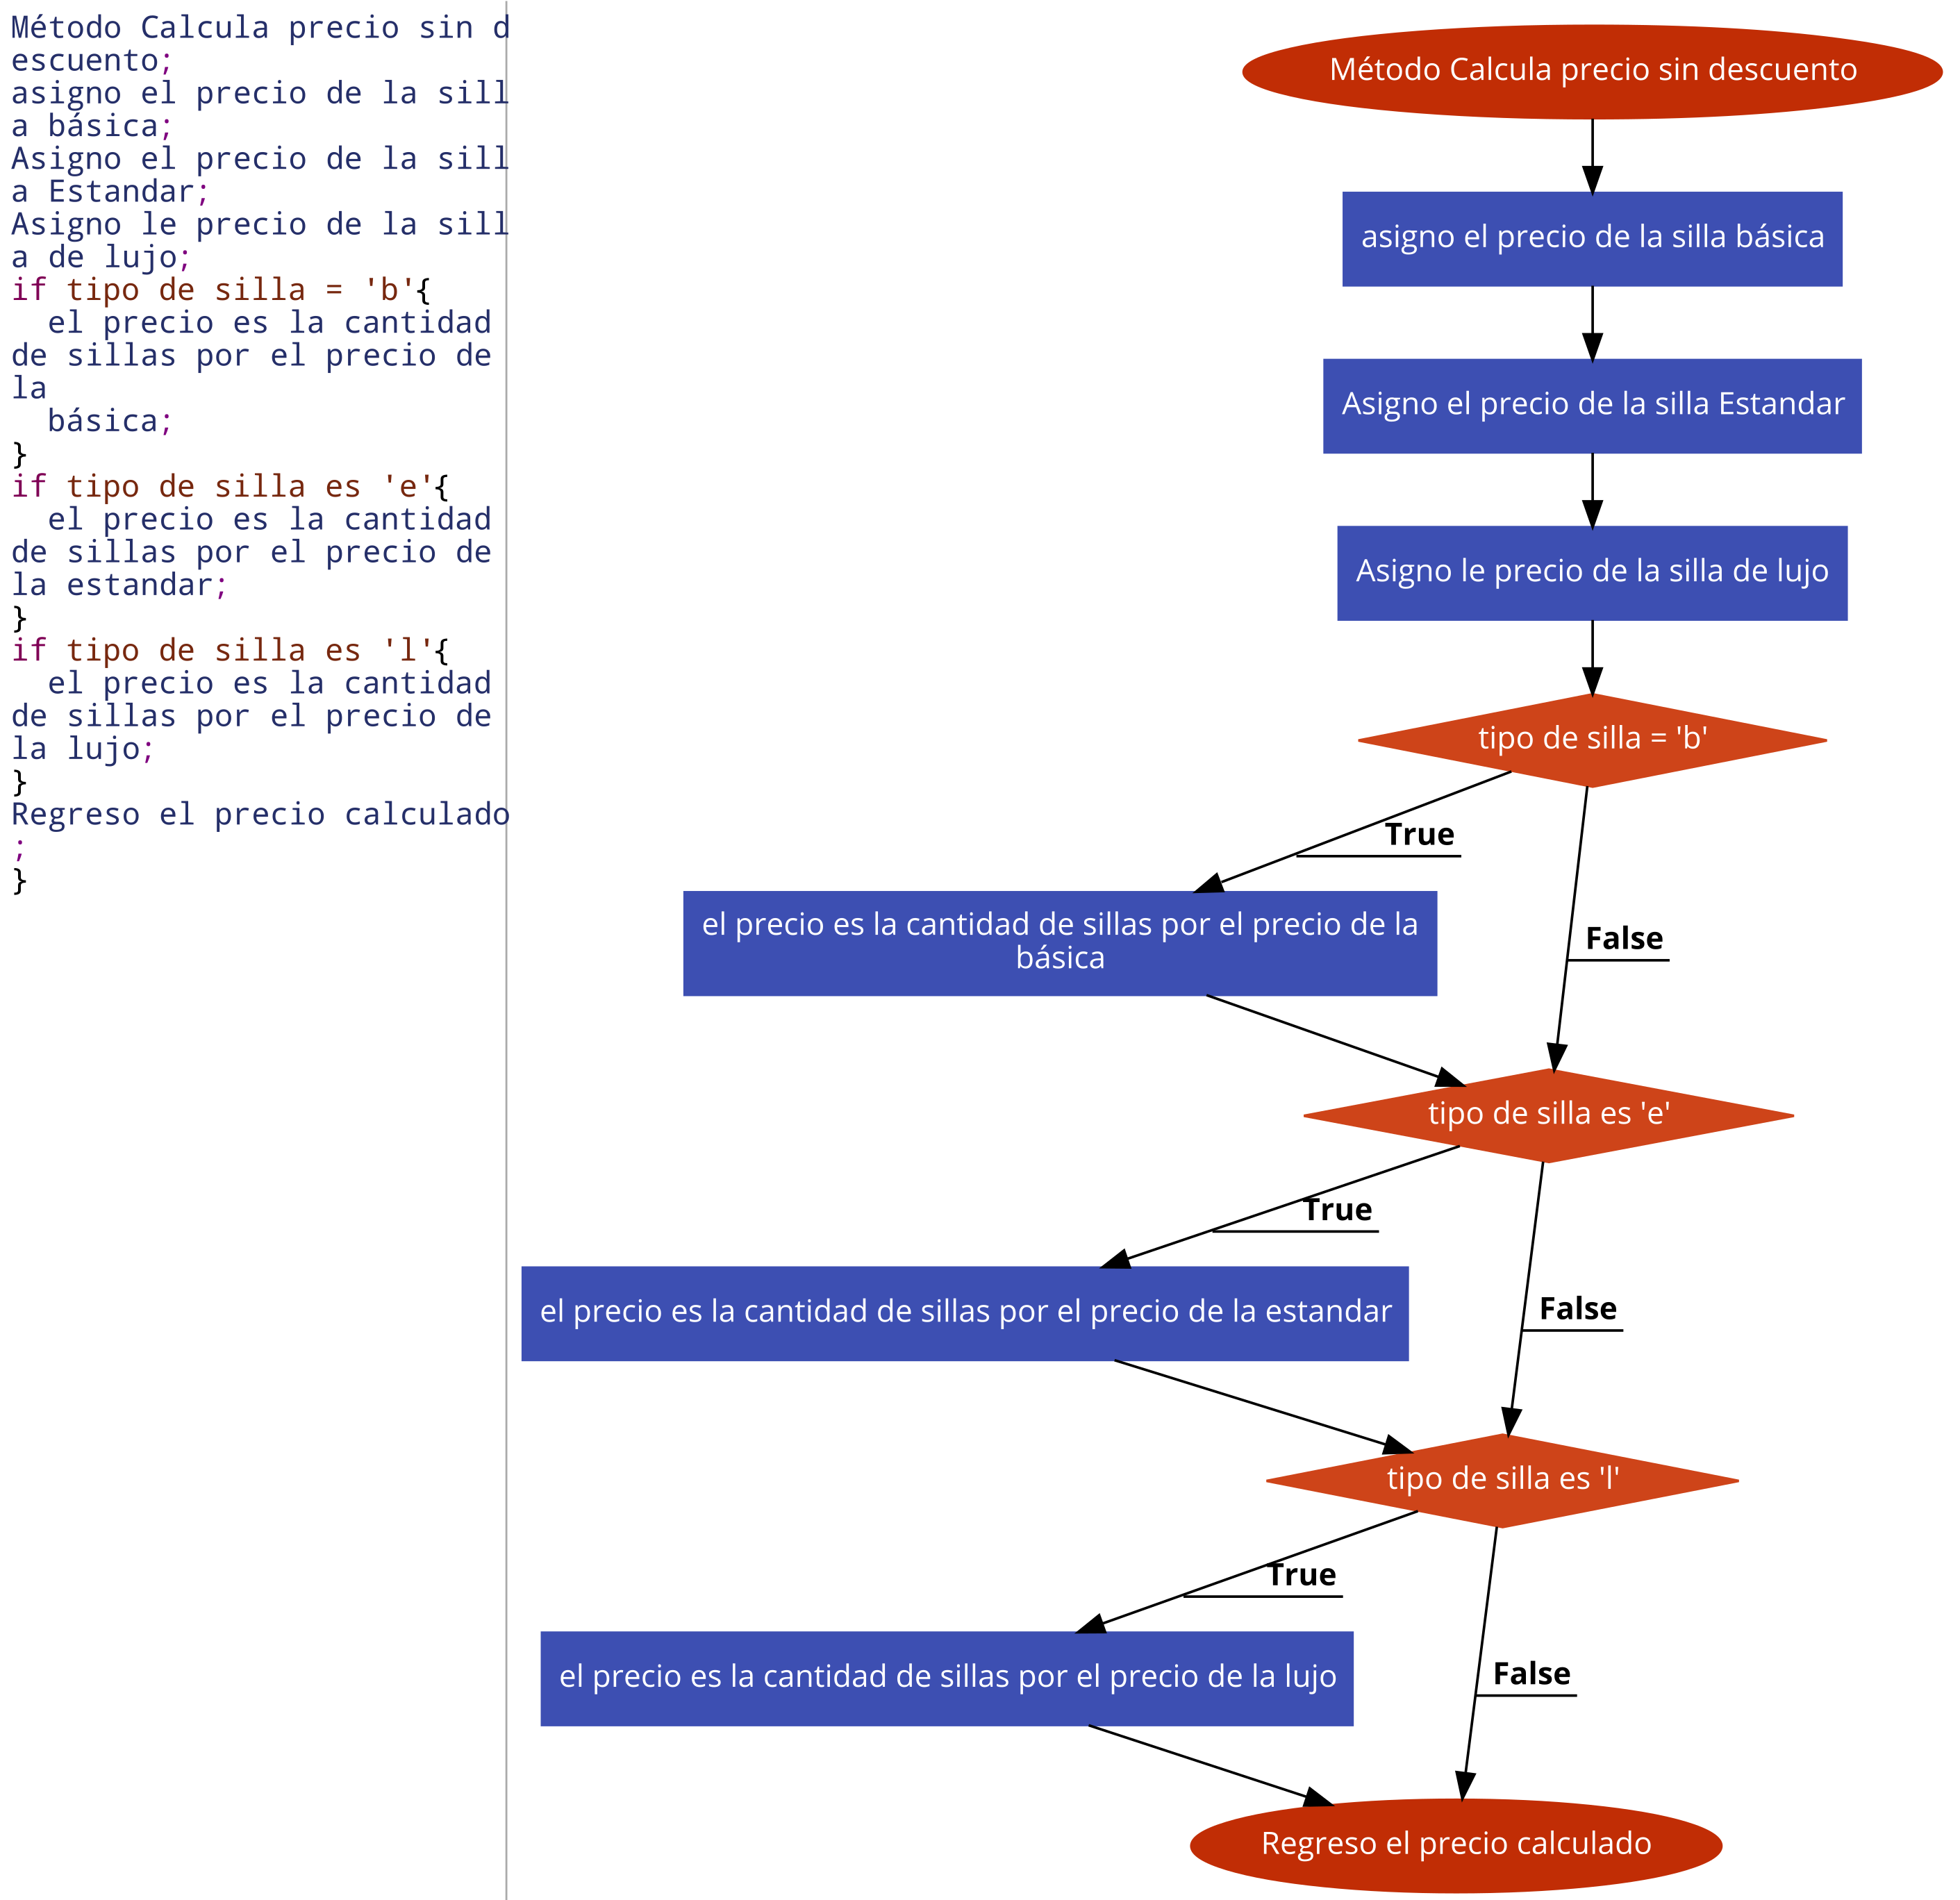 Método Calcula precio sin d
escuento;
asigno el precio de la sill
a básica;
Asigno el precio de la sill
a Estandar;
Asigno le precio de la sill
a de lujo;
if tipo de silla = 'b'{
  el precio es la cantidad
de sillas por el precio de
la
  básica;
}
if tipo de silla es 'e'{
  el precio es la cantidad
de sillas por el precio de
la estandar;
}
if tipo de silla es 'l'{
  el precio es la cantidad
de sillas por el precio de
la lujo;
}
Regreso el precio calculado
;
}
Método Calcula precio sin descuento
asigno el precio de la silla básica
Asigno el precio de la silla Estandar
Asigno le precio de la silla de lujo
tipo de silla = 'b'
True
el precio es la cantidad de sillas por el precio de la
básica
False
tipo de silla es 'e'
True
el precio es la cantidad de sillas por el precio de la estandar
False
tipo de silla es 'l'
True
el precio es la cantidad de sillas por el precio de la lujo
False
Regreso el precio calculado